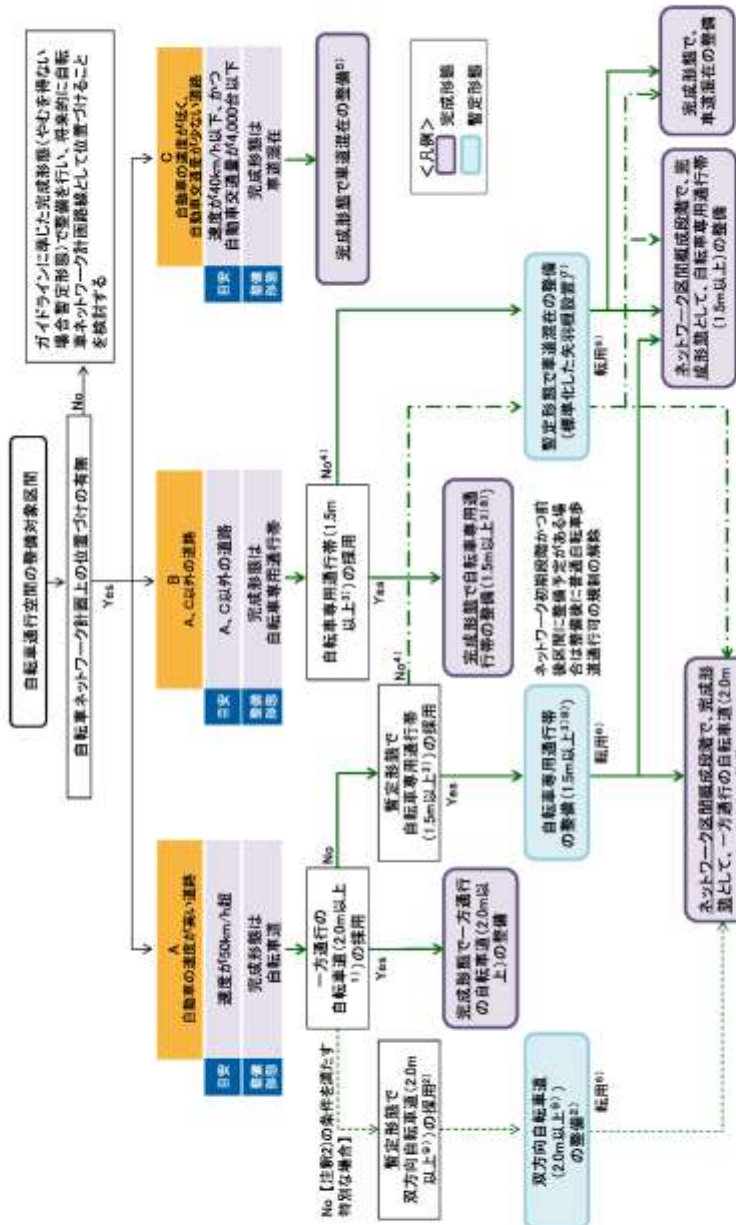 自転車通行空間の整備対象区間
自転車ネットワーク計画上の位置づけの有無
No
ガイドラインに準じた完成形態(やむを得ない
場合暫定形態)で整備を行い、将来的に自転
車ネットワーク計画路線として位置づけること
を検討する
Yes
A
自動車の速度が高い道路
目安
速度が50km/h超
整備
形態
完成形態は
自転車道
B
A、C以外の道路
目安
A、C以外の道路
整備
形態
完成形態は
自転車専用通行帯
C
自動車の速度が低く、
自動車交通量が少ない道路
目安
速度が40km/h以下、かつ
自動車交通量が4,000台以下
整備
形態
完成形態は
車道混在
No【注釈2)の条件を満たす
特別な場合】
一方通行の
自転車道(2.0m以上
1))の採用
No
Yes
自転車専用通行帯(1.5m
以上3))の採用
No4)
Yes
完成形態で車道混在の整備5)
暫定形態で
双方向自転車道(2.0m
以上9))の採用2)
完成形態で一方通行
の自転車道(2.0m以
上)の整備
暫定形態で
自転車専用通行帯
(1.5m以上3))の採用
No4)
Yes
完成形態で自転車専用通
行帯の整備(1.5m以上3)8))
<凡例>
完成形態
暫定形態
双方向自転車道
(2.0m以上9))
の整備2)
転用6)
自転車専用通行帯
の整備(1.5m以上3)8))
転用6)
ネットワーク初期段階かつ前
後区間に整備予定がある場
合は整備後に普通自転車歩
道通行可の規制の解除
暫定形態で車道混在の整備
(標準化した矢羽根設置)7)
転用6)
ネットワーク区間概成段階で、完成形
態として、一方通行の自転車道(2.0m
ネットワーク区間概成段階で、完
成形態として、自転車専用通行帯
(1.5m以上)の整備
完成形態で、
車道混在の整備